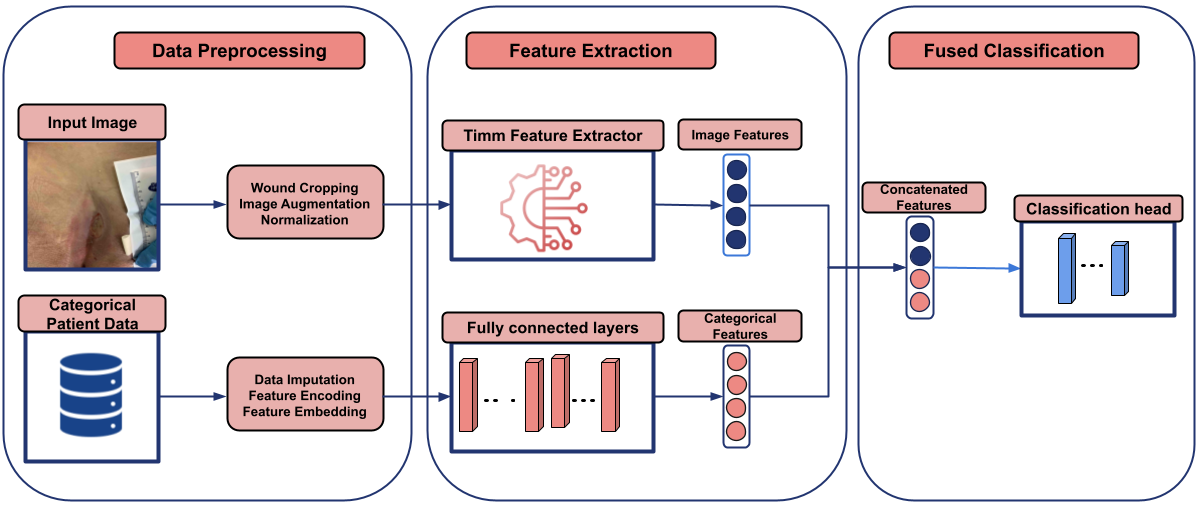 Data Preprocessing
Feature Extraction
Fused Classification
Input Image
Wound Cropping
Image Augmentation
Normalization
Timm Feature Extractor
Image Features
Categorical
Patient Data
Data Imputation
Feature Encoding
Feature Embedding
Fully connected layers
Categorical
Features
Concatenated
Features
Classification head